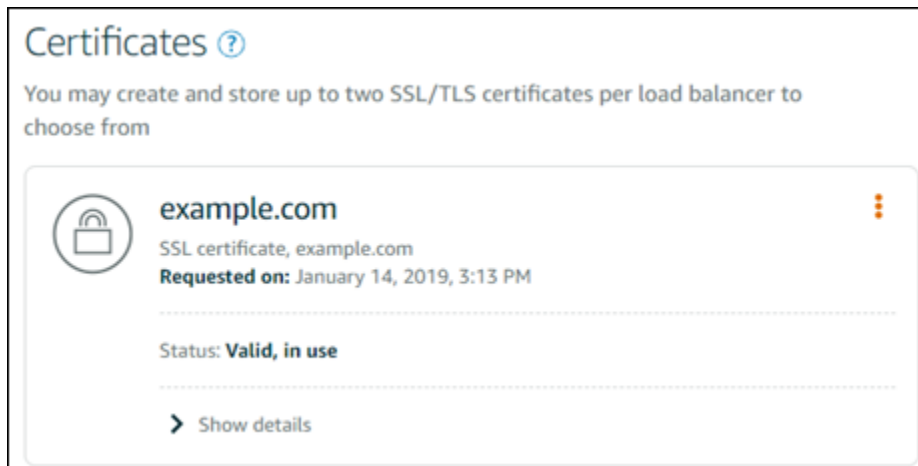 Certificates ?
You may create and store up to two SSL/TLS certificates per load balancer to
choose from
example.com
SSL certificate, example.com
Requested on: January 14, 2019, 3:13 PM
Status: Valid, in use
Show details